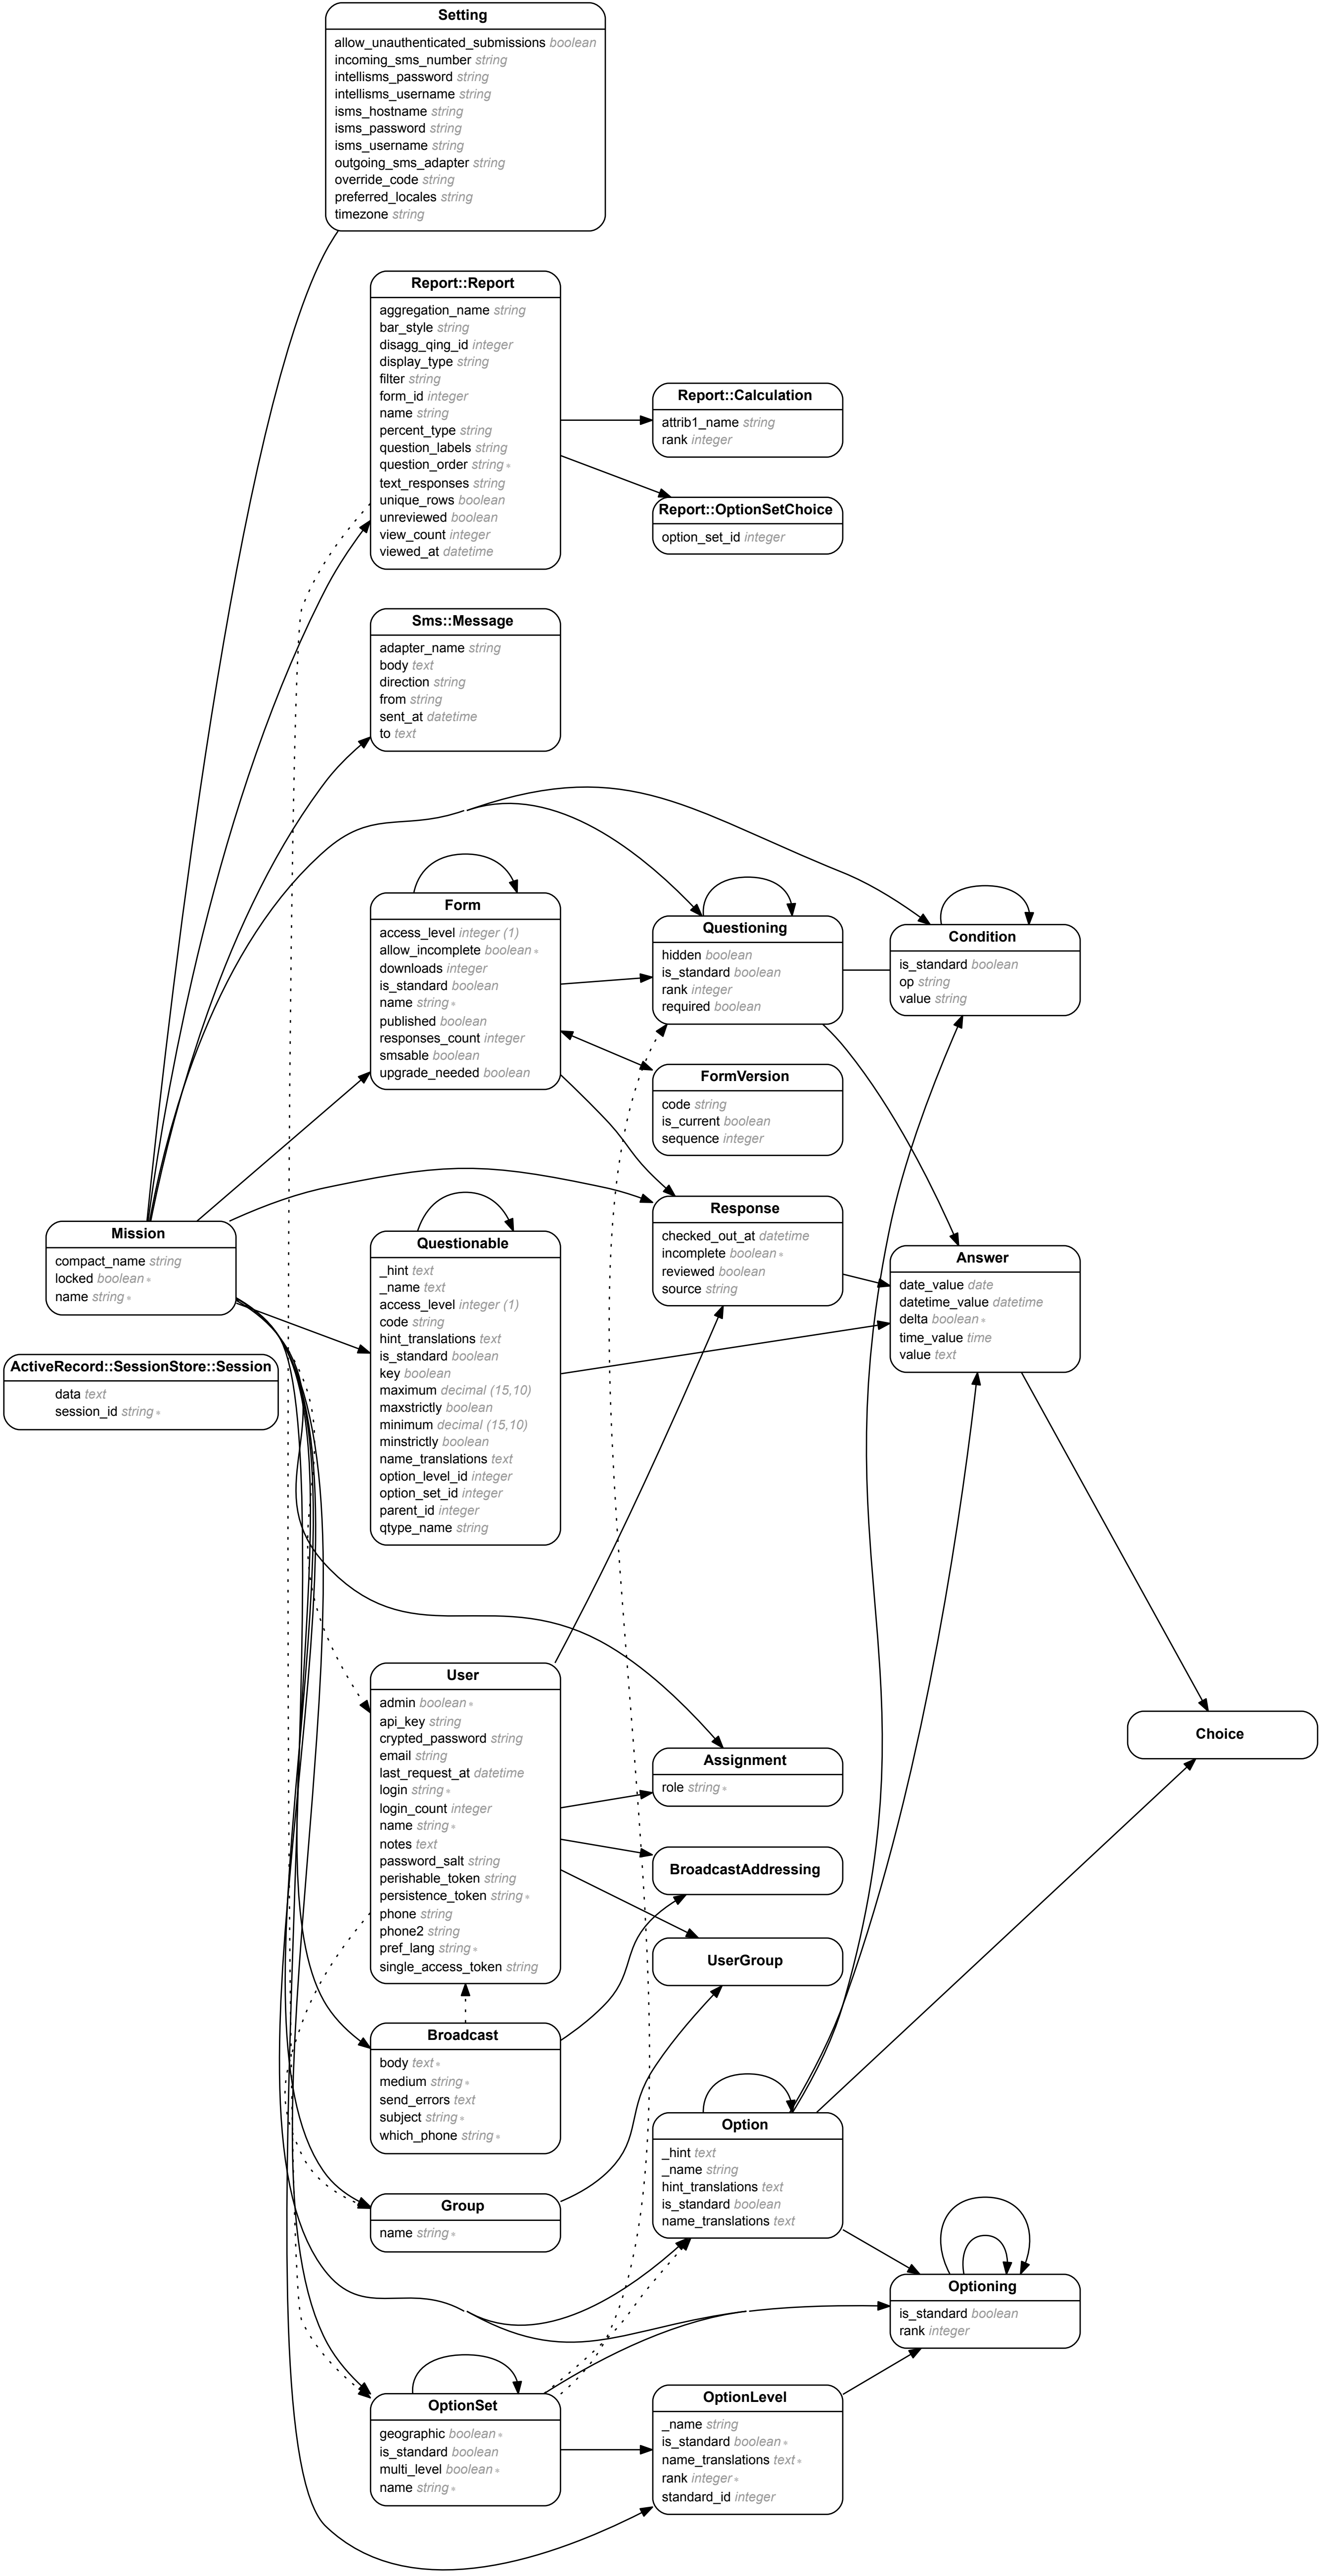 Setting
allow_unauthenticated_submissions boolean
incoming_sms_number string
intellisms_password string
intellisms_username string
isms_hostname string
isms_password string
isms_username string
outgoing_sms_adapter string
override_code string
preferred_locales string
timezone string
Report::Report
aggregation_name string
bar_style string
disagg_qing_id integer
display_type string
filter string
form_id integer
name string
percent_type string
question_labels string
question_order string *
text_responses string
unique_rows boolean
unreviewed boolean
view_count integer
viewed_at datetime
Report::Calculation
attrib1_name string
rank integer
Report::OptionSetChoice
option_set_id integer
Sms::Message
adapter_name string
body text
direction string
from string
sent_at datetime
to text
Form
access_level integer (1)
allow_incomplete boolean *
downloads integer
is_standard boolean
name string *
published boolean
responses_count integer
smsable boolean
upgrade_needed boolean
Questioning
hidden boolean
is_standard boolean
rank integer
required boolean
Condition
is_standard boolean
op string
value string
FormVersion
code string
is_current boolean
sequence integer
Mission
compact_name string
locked boolean *
name string *
Questionable
_hint text
_name text
access_level integer (1)
code string
hint_translations text
is_standard boolean
key boolean
maximum decimal (15,10)
maxstrictly boolean
minimum decimal (15,10)
minstrictly boolean
name_translations text
option_level_id integer
option_set_id integer
parent_id integer
qtype_name string
Response
checked_out_at datetime
incomplete boolean *
reviewed boolean
source string
Answer
date_value date
datetime_value datetime
delta boolean *
time_value time
value text
ActiveRecord::SessionStore::Session
data text
session_id string *
User
admin boolean *
api_key string
crypted_password string
email string
last_request_at datetime
login string *
login_count integer
name string *
notes text
password_salt string
perishable_token string
persistence_token string *
phone string
phone2 string
pref_lang string *
single_access_token string
Assignment
role string *
Choice
BroadcastAddressing
UserGroup
Broadcast
body text *
medium string *
send_errors text
subject string *
which_phone string *
Option
_hint text
_name string
hint_translations text
is_standard boolean
name_translations text
Group
name string *
Optioning
is_standard boolean
rank integer
OptionSet
geographic boolean *
is_standard boolean
multi_level boolean *
name string *
OptionLevel
_name string
is_standard boolean *
name_translations text *
rank integer *
standard_id integer